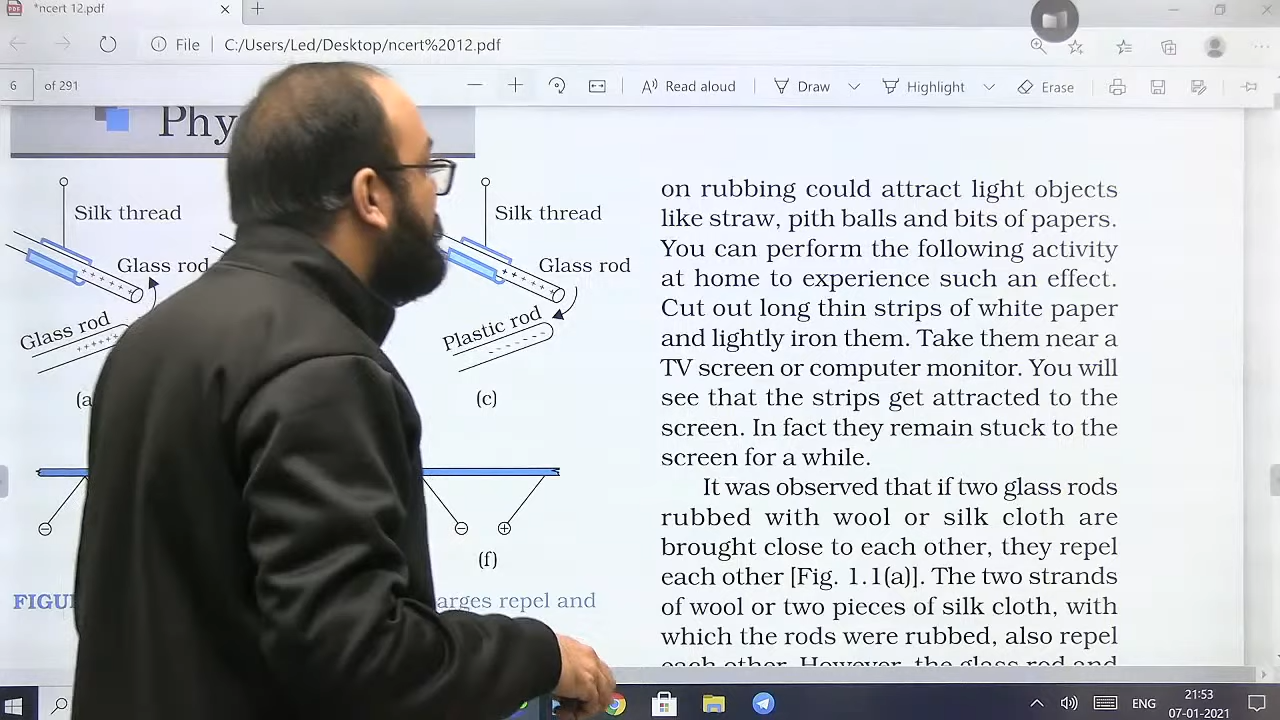 *ncert 12.pdf
File
C:/Users/Led/Desktop/ncert%2012.pdf
6 of 291
Read aloud
Draw
Highlight
Erase
Silk thread
Glass rod
Glass rod
(c)
Silk thread
Glass rod
Plastic rod
(f)
arges repel and
on rubbing could attract light objects
like straw, pith balls and bits of papers.
You can perform the following activity
at home to experience such an effect.
Cut out long thin strips of white paper
and lightly iron them. Take them near a
TV screen or computer monitor. You will
see that the strips get attracted to the
screen. In fact they remain stuck to the
screen for a while.
It was observed that if two glass rods
rubbed with wool or silk cloth are
brought close to each other, they repel
each other [Fig. 1.1(a)]. The two strands
of wool or two pieces of silk cloth, with
which the rods were rubbed, also repel
each other. However, the glass rod and
ENG
21:53
07-01-2021